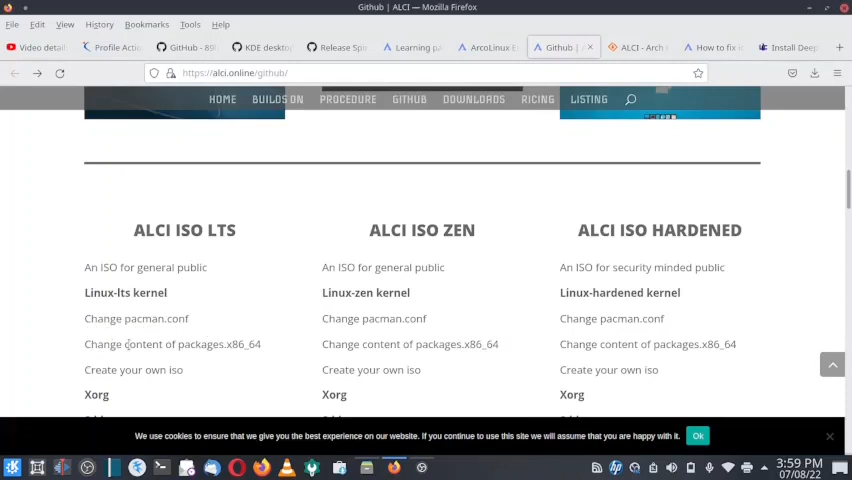 Github | ALCI — Mozilla Firefox
File Edit View History Bookmarks Tools Help
Video detail Profile Action GitHub - 89 KDE desktop Release Spi Learning pa ArcoLinux E Github | A ALCI - Arch How to fix i Install Deep
https://alci.online/github/
HOME BUILDS ON PROCEDURE GITHUB DOWNLOADS RICING LISTING
ALCI ISO LTS ALCI ISO ZEN ALCI ISO HARDENED
An ISO for general public An ISO for general public An ISO for security minded public
Linux-lts kernel Linux-zen kernel Linux-hardened kernel
Change pacman.conf Change pacman.conf Change pacman.conf
Change content of packages.x86_64 Change content of packages.x86_64 Change content of packages.x86_64
Create your own iso Create your own iso Create your own iso
Xorg Xorg Xorg
We use cookies to ensure that we give you the best experience on our website. If you continue to use this site we will assume that you are happy with it. Ok
3:59 PM
07/08/22